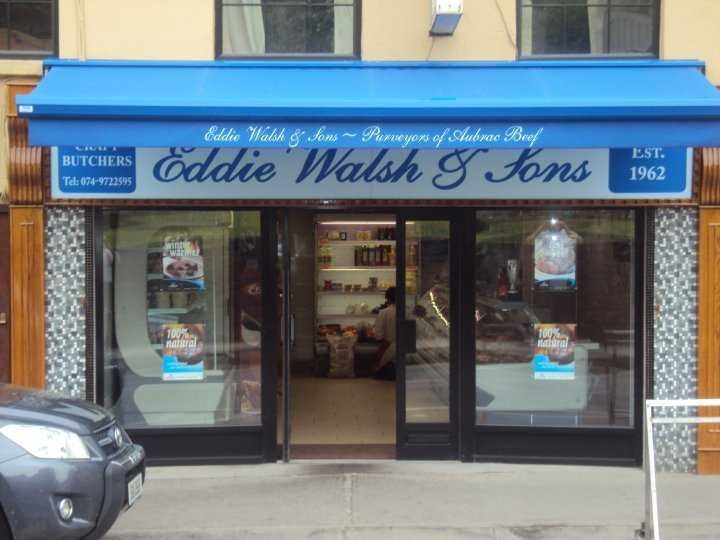 Eddie Walsh & Sons ~ Purveyors of Aubrac Beef
CRAFT
BUTCHERS
Tel: 074-9722595
Eddie Walsh & Sons
EST.
1962
winter
warmer
100%
natural
100%
natural